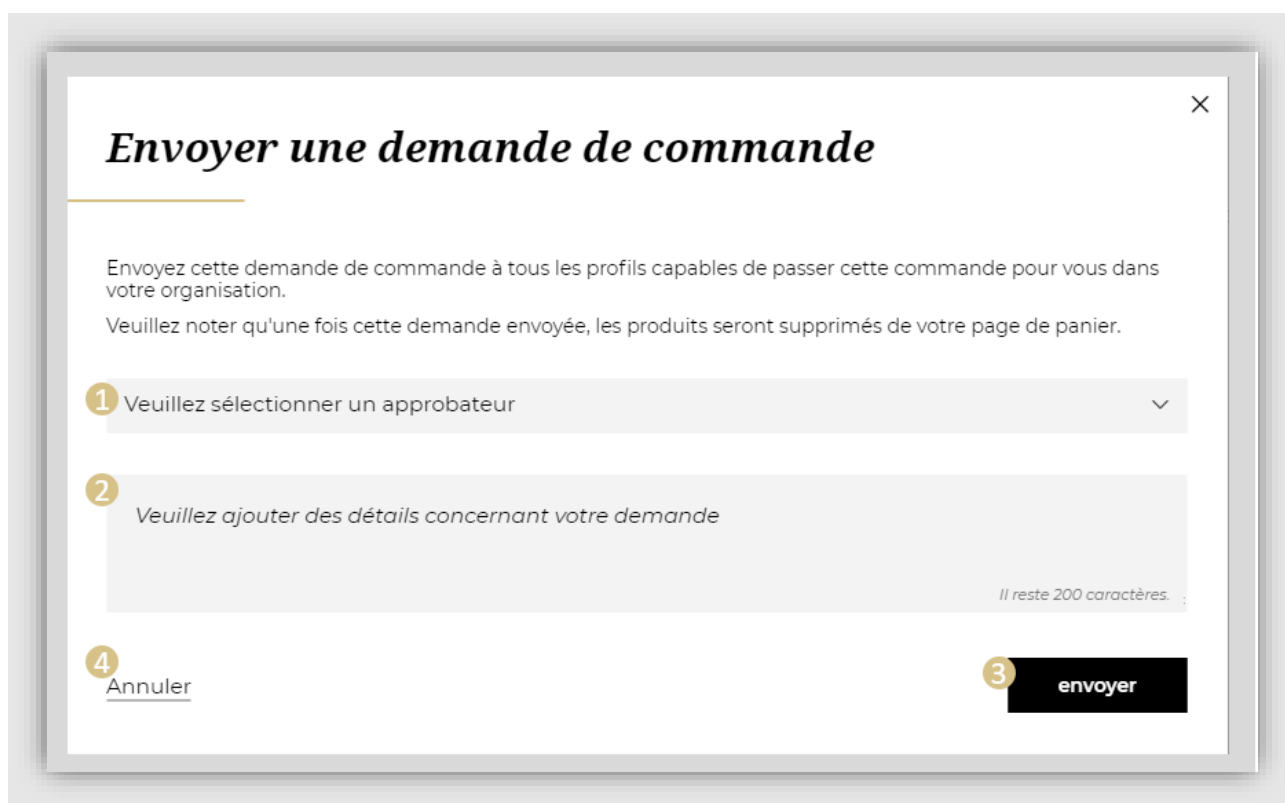 Envoyer une demande de commande
Envoyez cette demande de commande à tous les profils capables de passer cette commande pour vous dans
votre organisation.
Veuillez noter qu'une fois cette demande envoyée, les produits seront supprimés de votre page de panier.
1 Veuillez sélectionner un approbateur
2
Veuillez ajouter des détails concernant votre demande
Il reste 200 caractères.
4
Annuler
3 envoyer